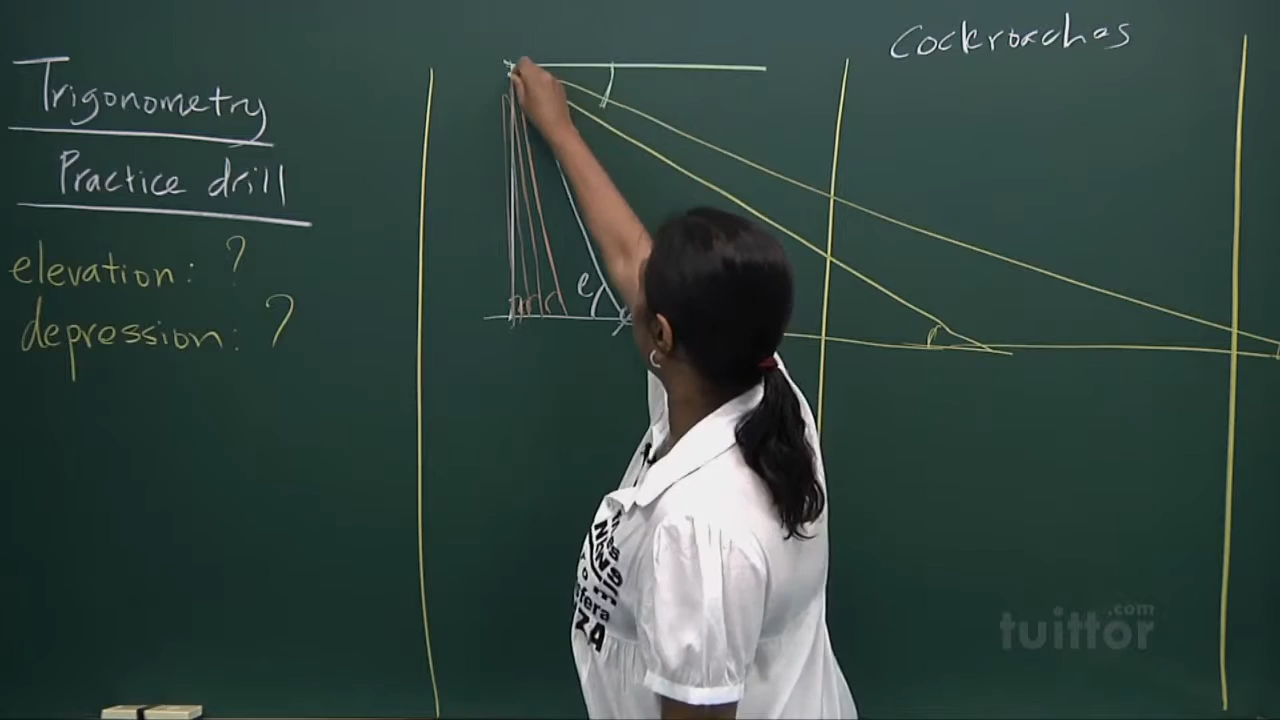 Trigonometry
Practice drill
elevation: ?
depression: ?
Cockroaches
e
e
tuittor.com